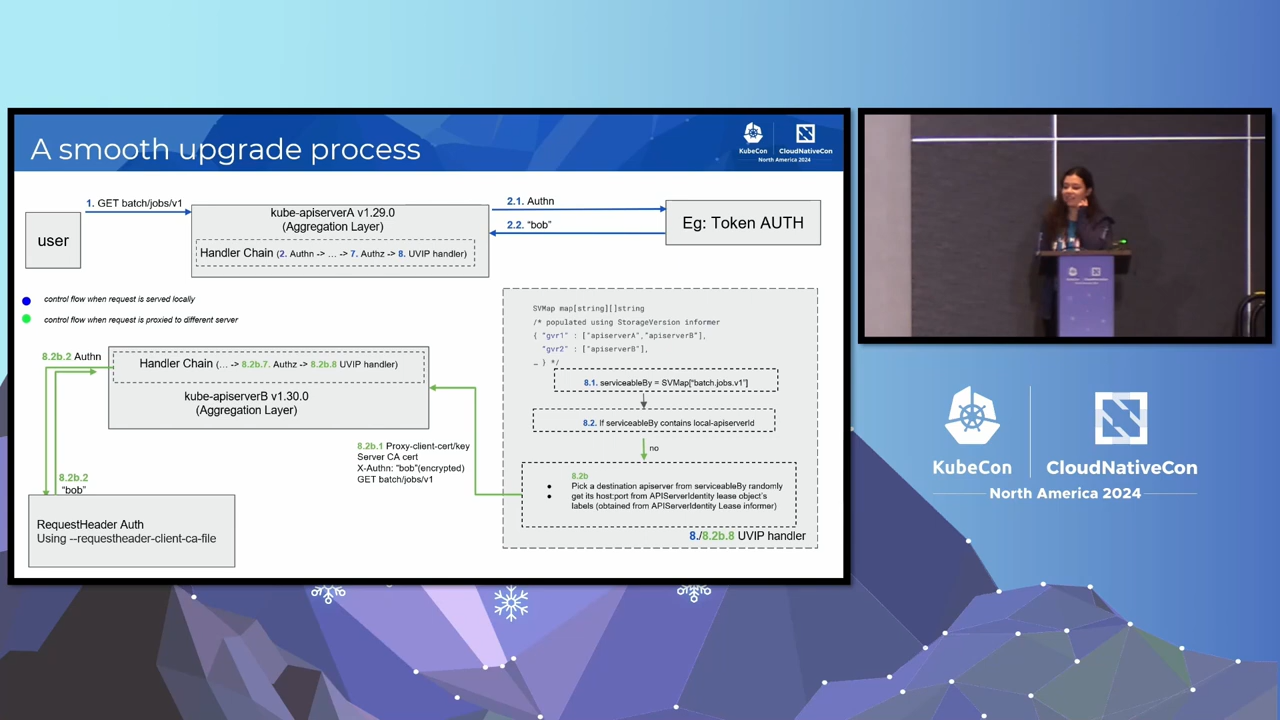 A smooth upgrade process
KubeCon
CloudNativeCon
North America 2024
1. GET batch/jobs/v1
user
kube-apiserverA v1.29.0
(Aggregation Layer)
Handler Chain (2. Authn -> ... -> 7. Authz -> 8. UVIP handler)
2.1. Authn
2.2. “bob”
Eg: Token AUTH
control flow when request is served locally
control flow when request is proxied to different server
8.2b.2 Authn
Handler Chain (... -> 8.2b.7. Authz -> 8.2b.8 UVIP handler)
kube-apiserverB v1.30.0
(Aggregation Layer)
8.2b.2
“bob”
RequestHeader Auth
Using --requestheader-client-ca-file
8.2b.1 Proxy-client-cert/key
Server CA cert
X-Authn: “bob”(encrypted)
GET batch/jobs/v1
SVMap map[string][]string
/* populated using StorageVersion informer
{ "gvr1" : ["apiserverA","apiserverB"],
"gvr2" : ["apiserverB"],
… } */
8.1. serviceableBy = SVMap[“batch.jobs.v1”]
8.2. If serviceableBy contains local-apiserverId
no
8.2b
● Pick a destination apiserver from serviceableBy randomly
● get its host:port from APIServerIdentity lease object’s
labels (obtained from APIServerIdentity Lease informer)
8./8.2b.8 UVIP handler
KubeCon
CloudNativeCon
North America 2024